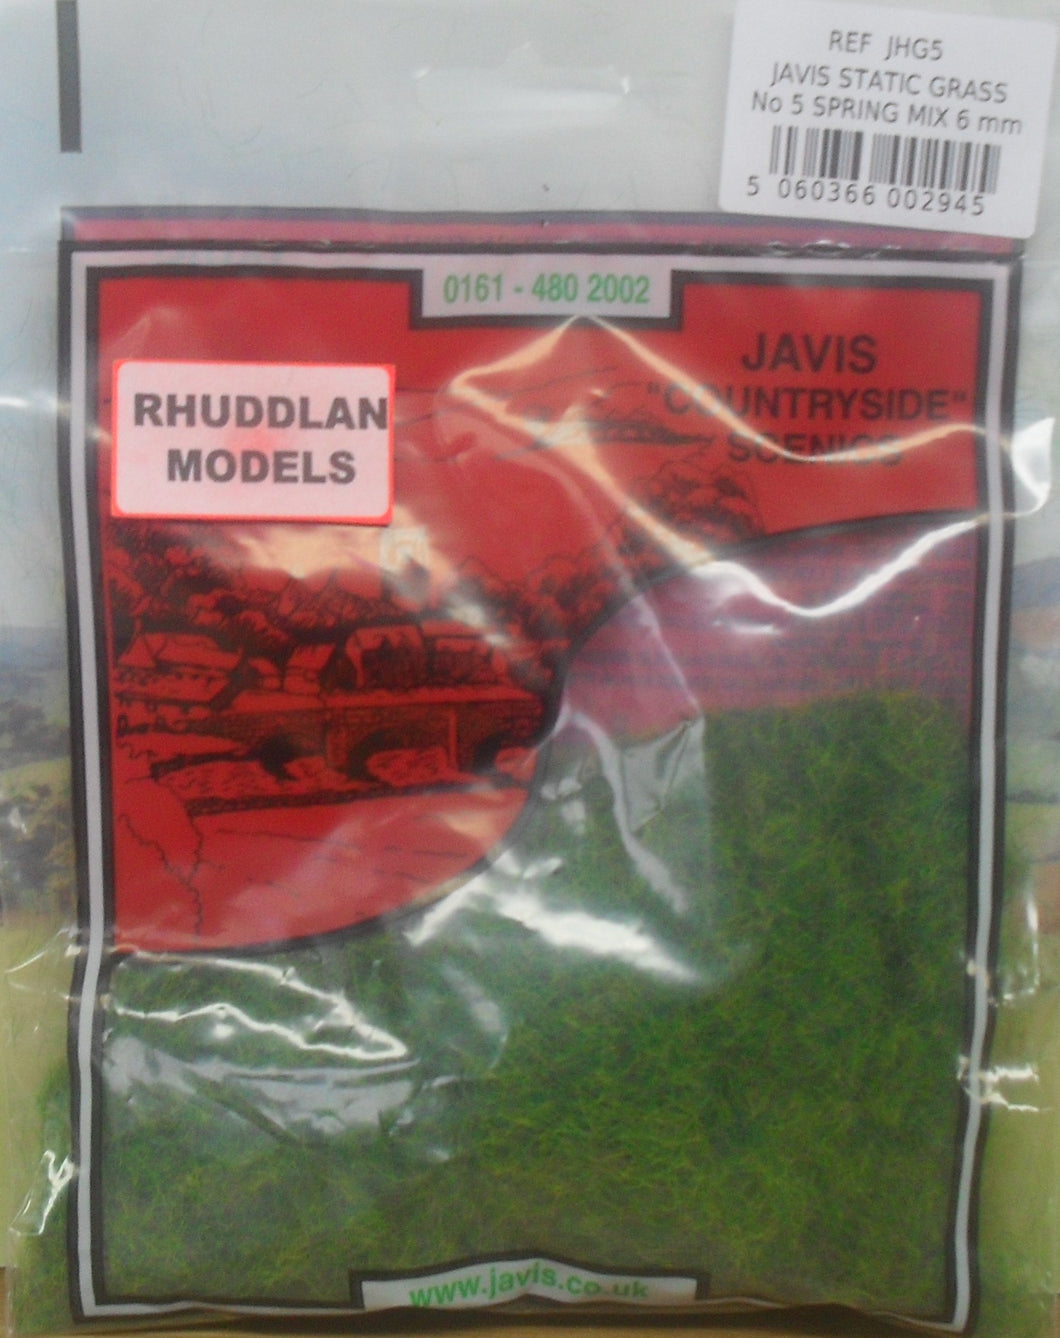 REF JHG5
JAVIS STATIC GRASS
No 5 SPRING MIX 6 mm
5 060366 002945
0161 - 480 2002
JAVIS
"COUNTRYSIDE"
SCENICS
RHUDDLAN
MODELS
www.javis.co.uk